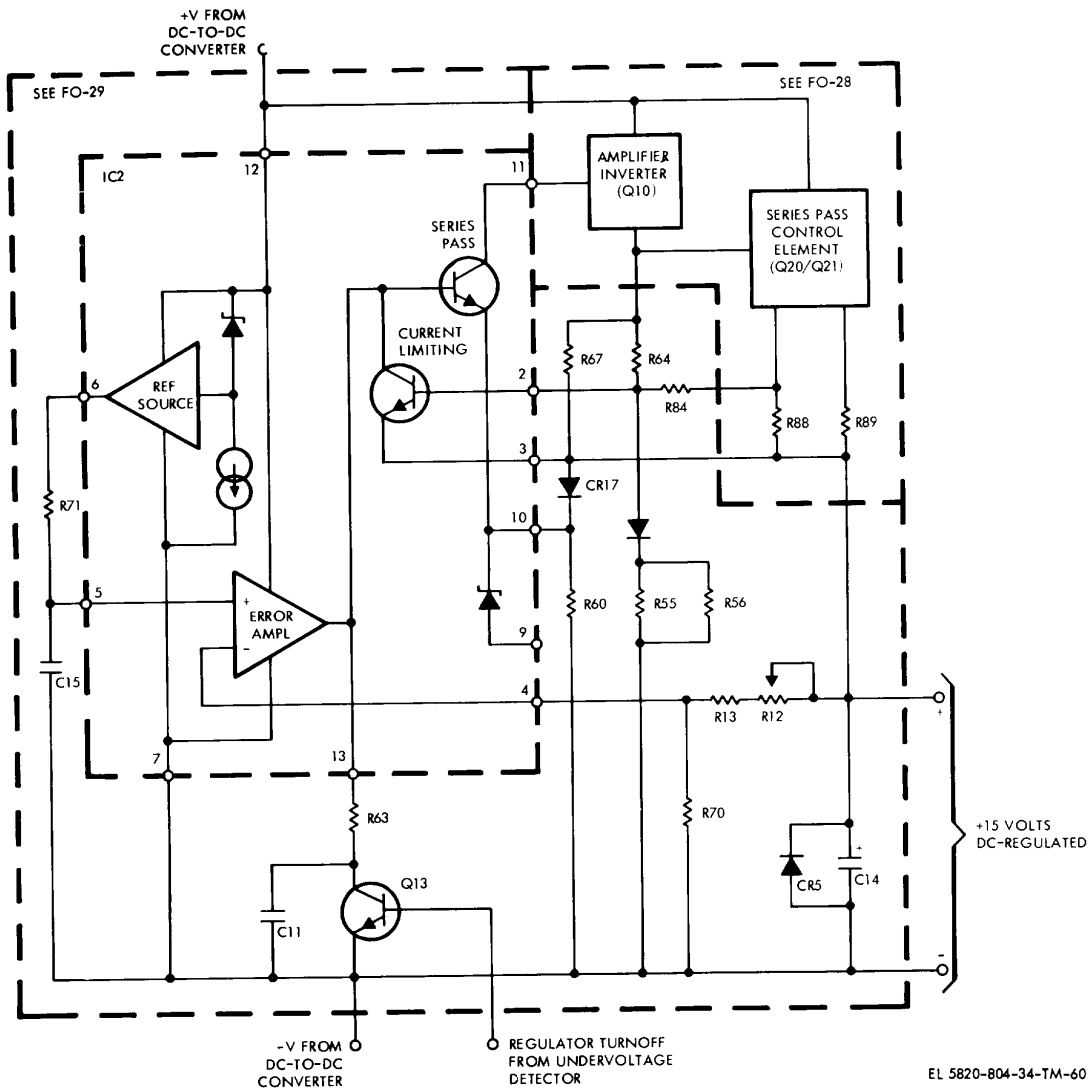 +V FROM
DC-TO-DC
CONVERTER
SEE FO-29
SEE FO-28
IC2
12
11
AMPLIFIER
INVERTER
(Q10)
SERIES PASS
CONTROL
ELEMENT
(Q20/Q21)
SERIES
PASS
CURRENT
LIMITING
R67
R64
6
REF
SOURCE
2
R84
R88
R89
3
CR17
R71
10
5
+
ERROR
AMPL
-
R60
R55
R56
9
C15
4
R13
R12
+
7
13
R63
R70
+15 VOLTS
DC-REGULATED
+
CR5
C14
Q13
C11
-
-V FROM
DC-TO-DC
CONVERTER
REGULATOR TURNOFF
FROM UNDERVOLTAGE
DETECTOR
EL 5820-804-34-TM-60